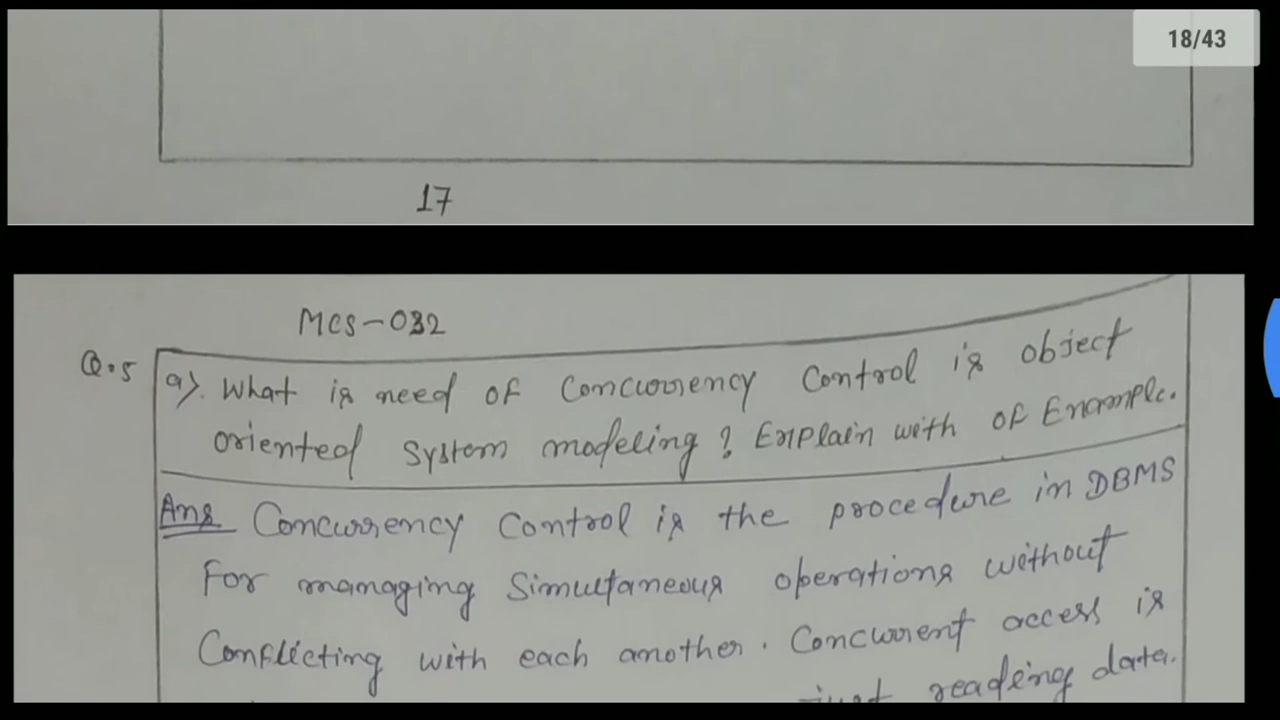 18/43
17
MCS-032
Q.5
a). What is need of Concurrency Control is object
oriented system modeling? Explain with of Example.
Ans Concurrency Control is the procedure in DBMS
For managing Simultaneous operations without
Conflicting with each another. Concurrent access is
just reading data.